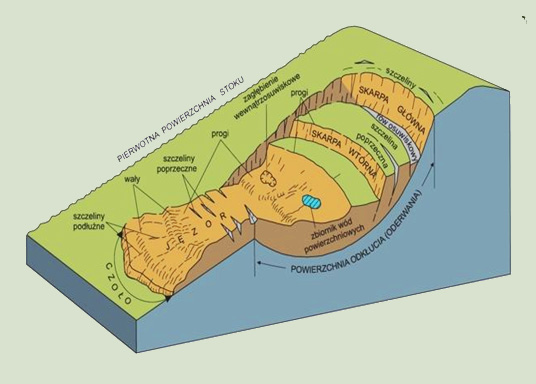 PIERWOTNA POWIERZCHNIA STOKU
zagłębienie
wewnątrzosuwiskowe
progi
szczeliny
SKARPA GŁÓWNA
rów osuwiskowy
szczelina
poprzeczna
SKARPA WTÓRNA
progi
szczeliny
poprzeczne
wały
szczeliny
podłużne
JĘZOR
CZOŁO
zbiornik wód
powierzchniowych
POWIERZCHNIA ODKŁUCIA (ODERWANIA)